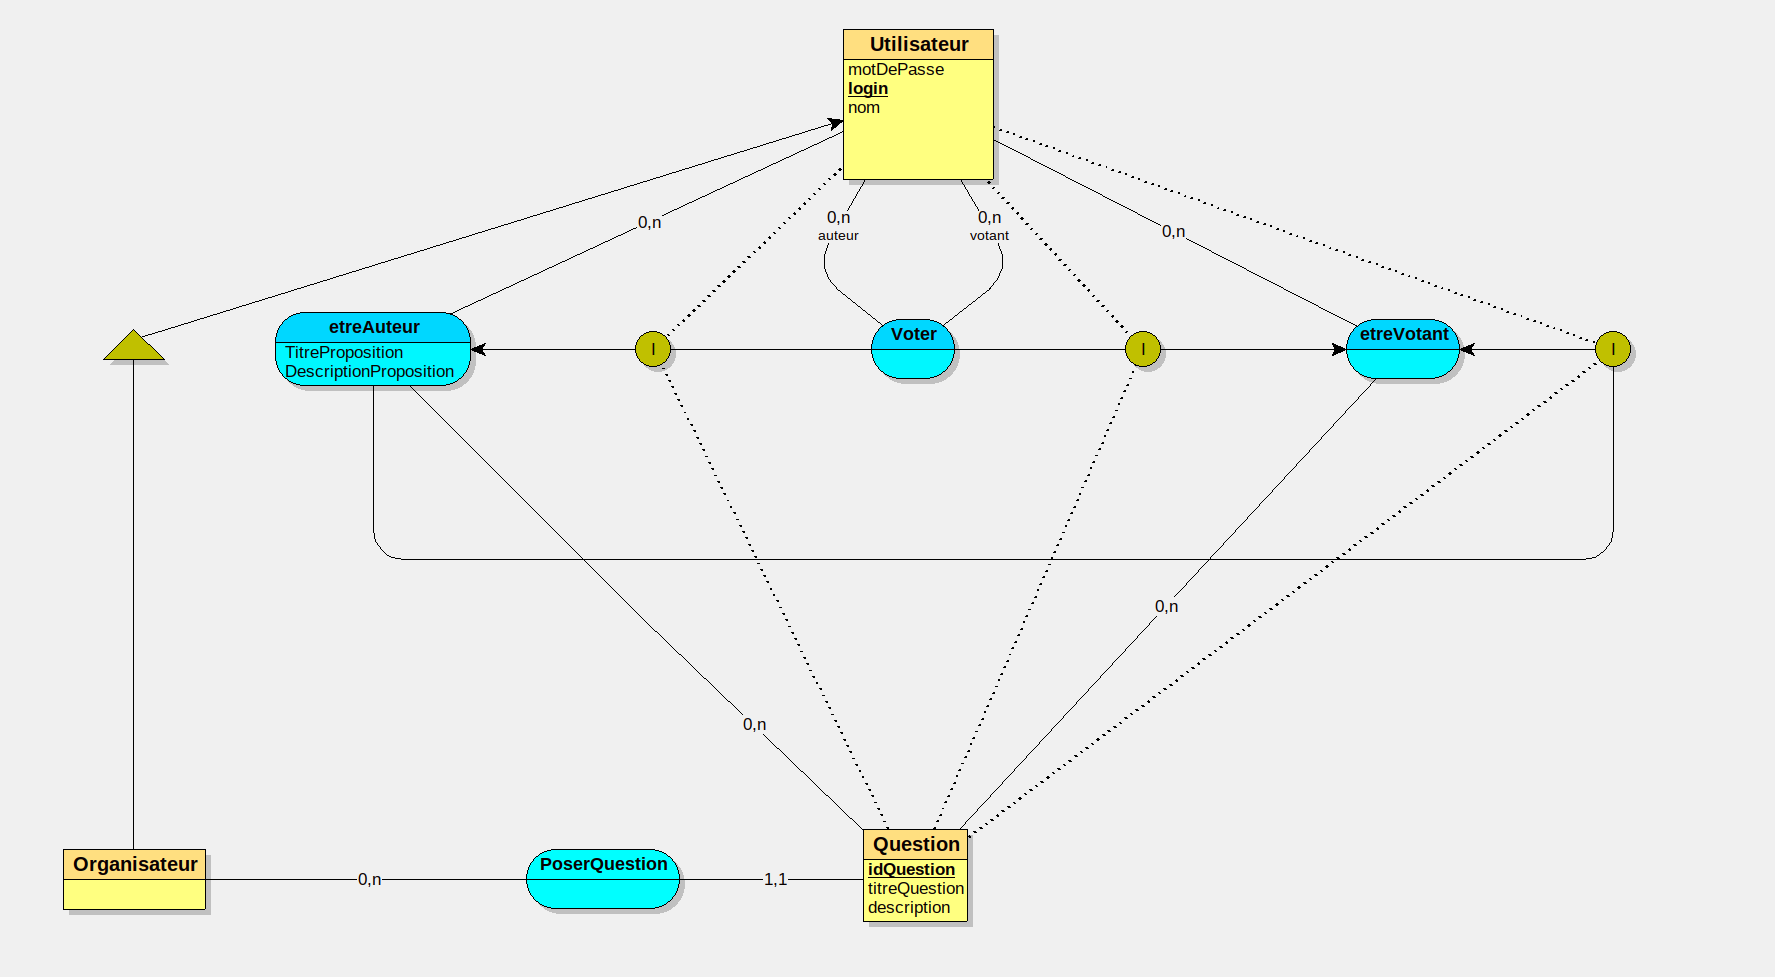 Utilisateur
motDePasse
login
nom
0,n
auteur
0,n
votant
0,n
0,n
etreAuteur
TitreProposition
DescriptionProposition
I
Voter
I
etreVotant
I
0,n
0,n
Organisateur
0,n
PoserQuestion
1,1
Question
idQuestion
titreQuestion
description